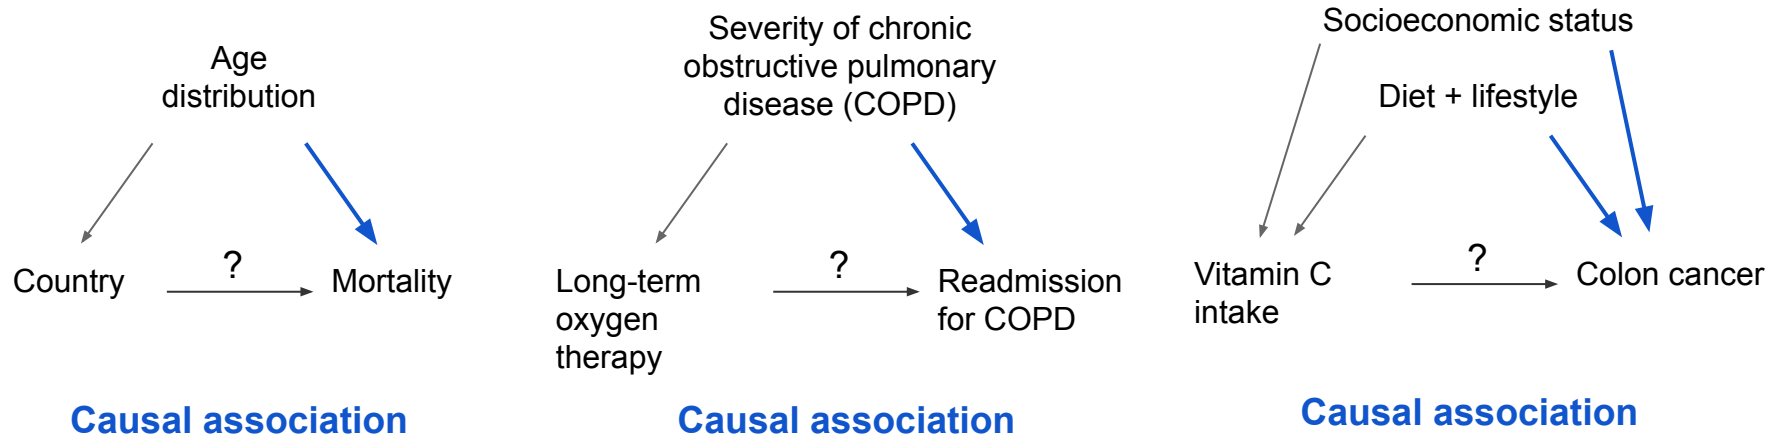 Age
distribution
Country
?
Mortality
Causal association
Severity of chronic
obstructive pulmonary
disease (COPD)
Long-term
oxygen
therapy
?
Readmission
for COPD
Causal association
Socioeconomic status
Diet + lifestyle
Vitamin C
intake
?
Colon cancer
Causal association